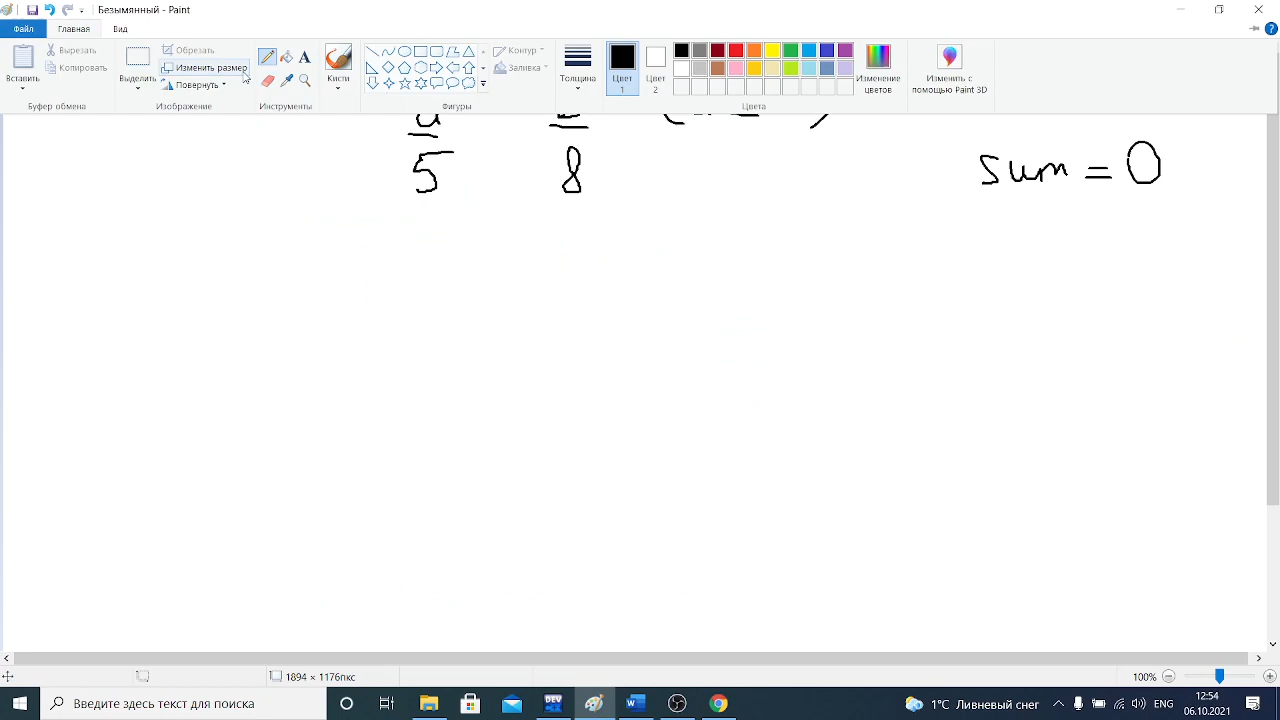 Безымянный - Paint
Файл Главная Вид
Вставить Вырезать Копировать
Буфер обмена
Выделить Обрезать Изменить размер Повернуть
Изображение
A
Инструменты
Кисти
Контур Заливка
Фигуры
Толщина
Цвет 1
Цвет 2
Изменение цветов
Цвета
Изменить с помощью Paint 3D
5 8 sum = 0
1894 × 1176пкс 100%
Введите здесь текст для поиска
DEV
1°C Ливневый снег
ENG
12:54
06.10.2021